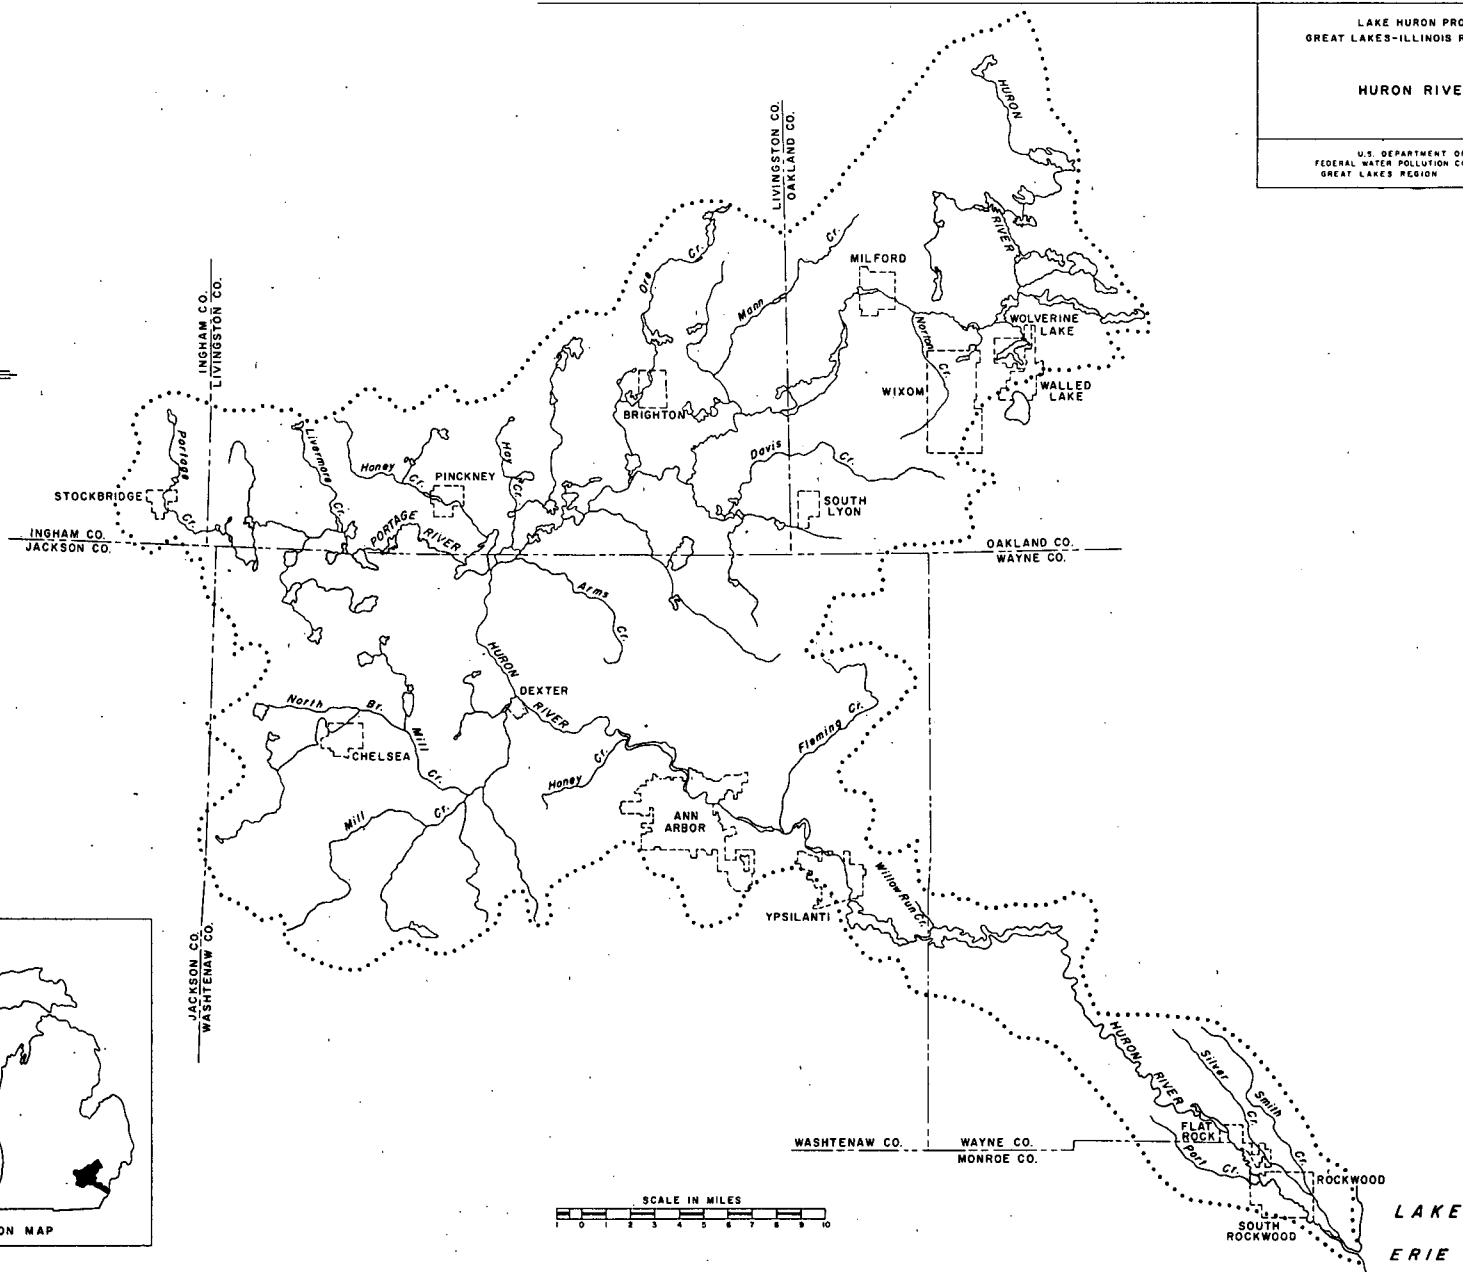 LAKE HURON PRO
GREAT LAKES-ILLINOIS R
HURON RIVE
U.S. DEPARTMENT O
FEDERAL WATER POLLUTION CO
GREAT LAKES REGION
HURON
RIVER
LIVINGSTON CO.
OAKLAND CO.
Ore Cr.
Mann Cr.
MILFORD
INGHAM CO.
LIVINGSTON CO.
WOLVERINE
LAKE
Norton Cr.
WIXOM
WALLED
LAKE
BRIGHTON
Portage Cr.
Livermore Cr.
Honey Cr.
Hay Cr.
Davis Cr.
PINCKNEY
STOCKBRIDGE
SOUTH
LYON
PORTAGE RIVER
INGHAM CO.
JACKSON CO.
OAKLAND CO.
WAYNE CO.
Arms Cr.
HURON
RIVER
DEXTER
North Br.
Mill Cr.
CHELSEA
Fleming Cr.
Honey Cr.
Mill Cr.
ANN
ARBOR
Willow Run Cr.
YPSILANTI
JACKSON CO.
WASHTENAW CO.
HURON
RIVER
Silver Cr.
Smith Cr.
FLAT
ROCK
Port Cr.
WASHTENAW CO.
WAYNE CO.
MONROE CO.
ROCKWOOD
SOUTH
ROCKWOOD
LAKE
ERIE
SCALE IN MILES
1 0 1 2 3 4 5 6 7 8 9 10
ON MAP